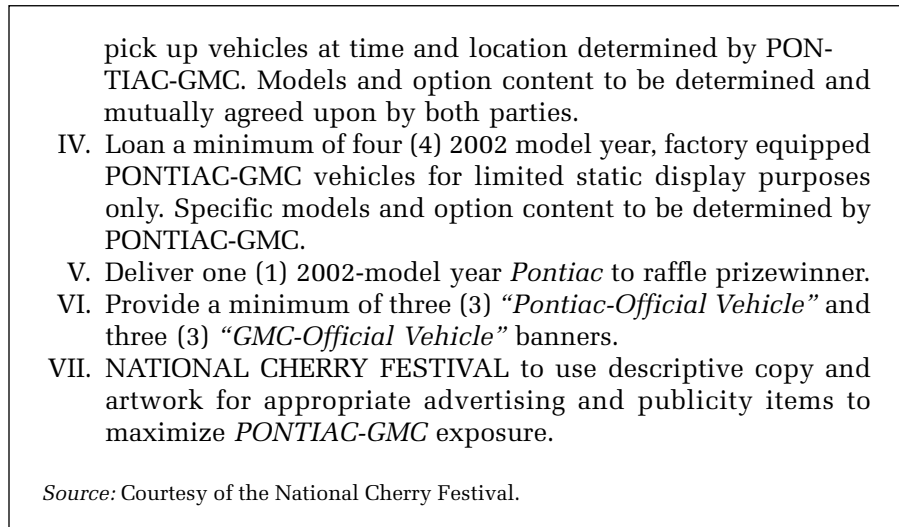 pick up vehicles at time and location determined by PON-
TIAC-GMC. Models and option content to be determined and
mutually agreed upon by both parties.
IV. Loan a minimum of four (4) 2002 model year, factory equipped
PONTIAC-GMC vehicles for limited static display purposes
only. Specific models and option content to be determined by
PONTIAC-GMC.
V. Deliver one (1) 2002-model year Pontiac to raffle prizewinner.
VI. Provide a minimum of three (3) “Pontiac-Official Vehicle” and
three (3) “GMC-Official Vehicle” banners.
VII. NATIONAL CHERRY FESTIVAL to use descriptive copy and
artwork for appropriate advertising and publicity items to
maximize PONTIAC-GMC exposure.
Source: Courtesy of the National Cherry Festival.